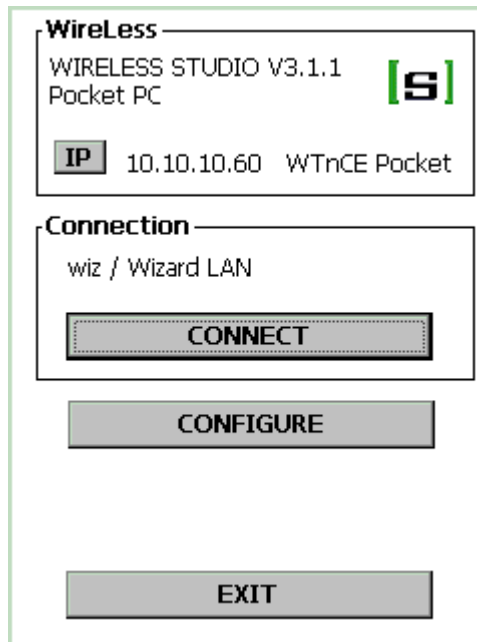 WireLess
WIRELESS STUDIO V3.1.1
Pocket PC
[S]
IP 10.10.10.60 WTnCE Pocket
Connection
wiz / Wizard LAN
CONNECT
CONFIGURE
EXIT